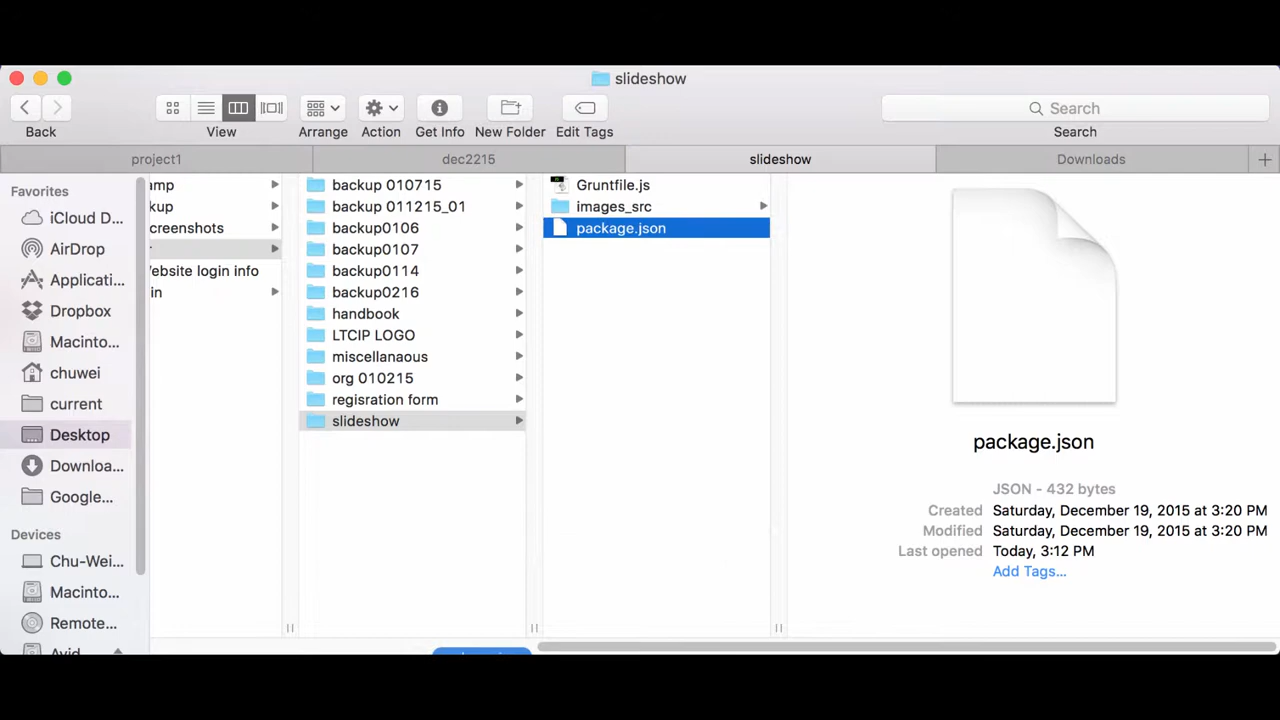 slideshow
Back
View
Arrange
Action
Get Info
New Folder
Edit Tags
Search
Search
project1
dec2215
slideshow
Downloads
Favorites
iCloud D...
AirDrop
Applicati...
Dropbox
Macinto...
chuwei
current
Desktop
Downloa...
Google...
Devices
Chu-Wei...
Macinto...
Remote...
Avid
amp
kup
creenshots
r
ebsite login info
in
backup 010715
backup 011215_01
backup0106
backup0107
backup0114
backup0216
handbook
LTCIP LOGO
miscellanaous
org 010215
regisration form
slideshow
Gruntfile.js
images_src
package.json
package.json
JSON - 432 bytes
Created Saturday, December 19, 2015 at 3:20 PM
Modified Saturday, December 19, 2015 at 3:20 PM
Last opened Today, 3:12 PM
Add Tags...